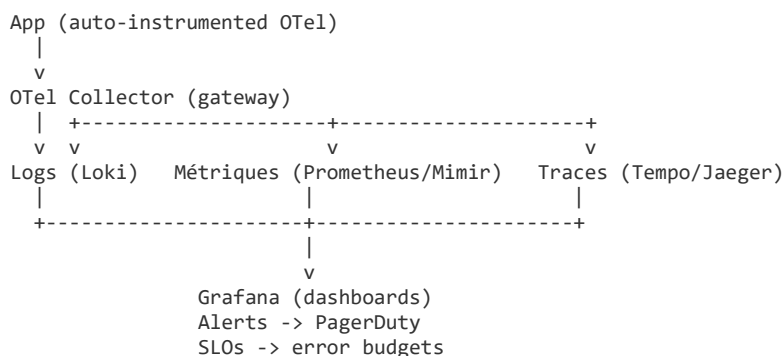 App (auto-instrumented OTel)
|
v
OTel Collector (gateway)
| +----------------------+----------------------+
v v v v
Logs (Loki) Métriques (Prometheus/Mimir) Traces (Tempo/Jaeger)
| | |
+------------------------+------------------------+
|
v
Grafana (dashboards)
Alerts -> PagerDuty
SLOs -> error budgets